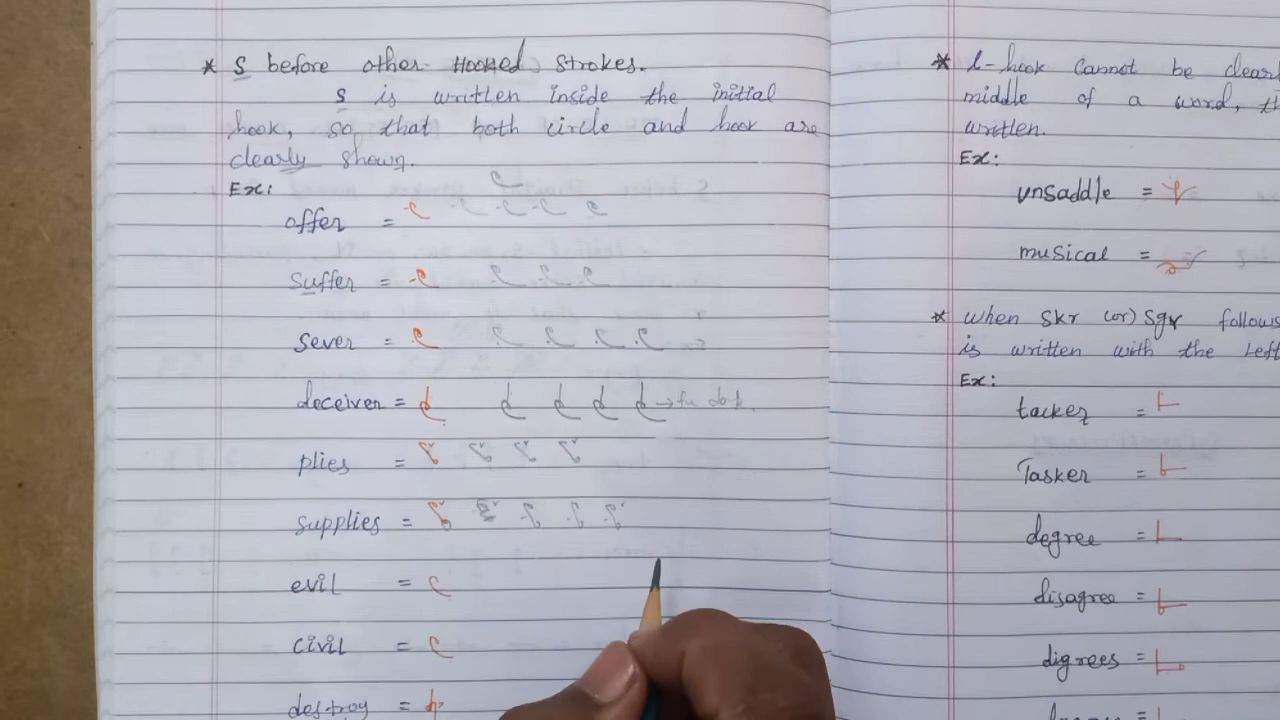 * S before other Hooked Strokes.
S is written inside the initial
hook, so that both circle and hook are
clearly shown.
Ex:
offer =
suffer =
sever =
deceiver =
plies =
supplies =
evil =
civil =
destroy =
* l-hook cannot be clearl
middle of a word, th
written.
Ex:
unsaddle =
musical =
* when skr (or) sgr follows
is written with the Left
Ex:
tacker =
Tasker =
degree =
disagree =
digrees =